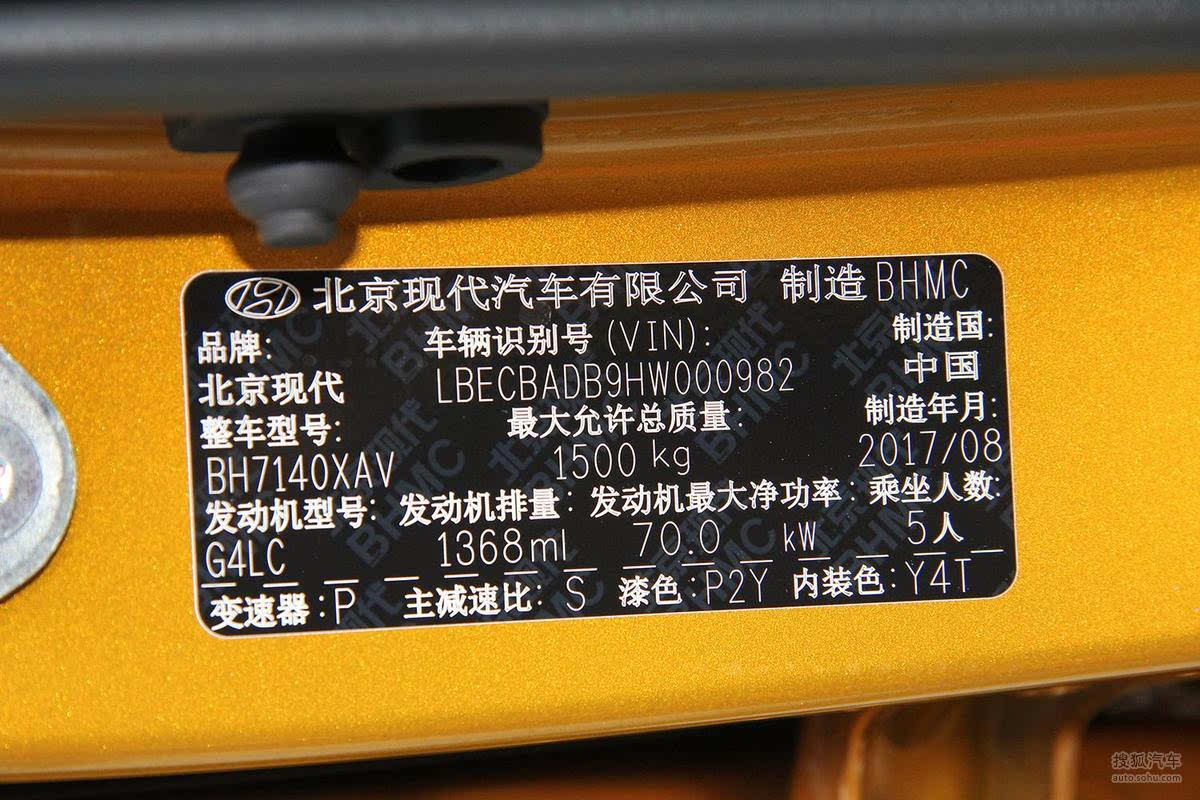 北京现代汽车有限公司 制造 BHMC
品牌: 车辆识别号(VIN): 制造国:
北京现代 LBECBADB9HW000982 中国
整车型号: 最大允许总质量: 制造年月:
BH7140XAV 1500 kg 2017/08
发动机型号: 发动机排量: 发动机最大净功率: 乘坐人数:
G4LC 1368ml 70.0 kW 5人
变速器:P 主减速比: S 漆色:P2Y 内装色:Y4T
搜狐汽车
auto.sohu.com